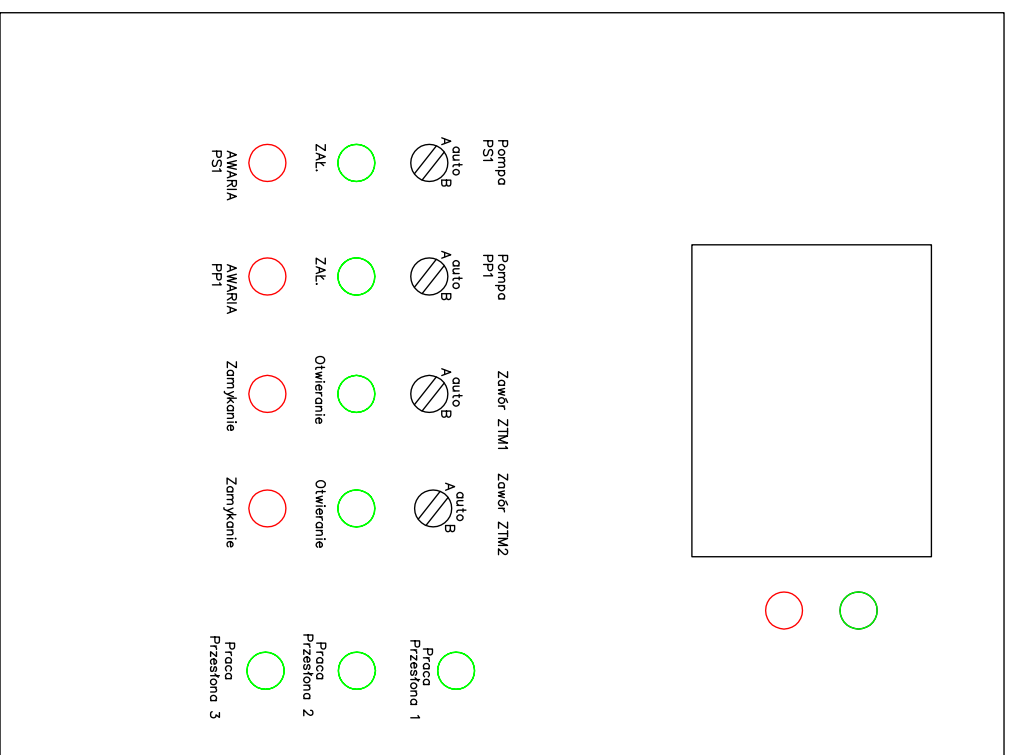 Pompa
PS1
Pompa
PP1
Zawór ZTM1
Zawór ZTM2
auto
A B
auto
A B
auto
A B
auto
A B
Praca
Przesłona 1
ZAŁ.
ZAŁ.
Otwieranie
Otwieranie
Praca
Przesłona 2
AWARIA
PS1
AWARIA
PP1
Zamykanie
Zamykanie
Praca
Przesłona 3